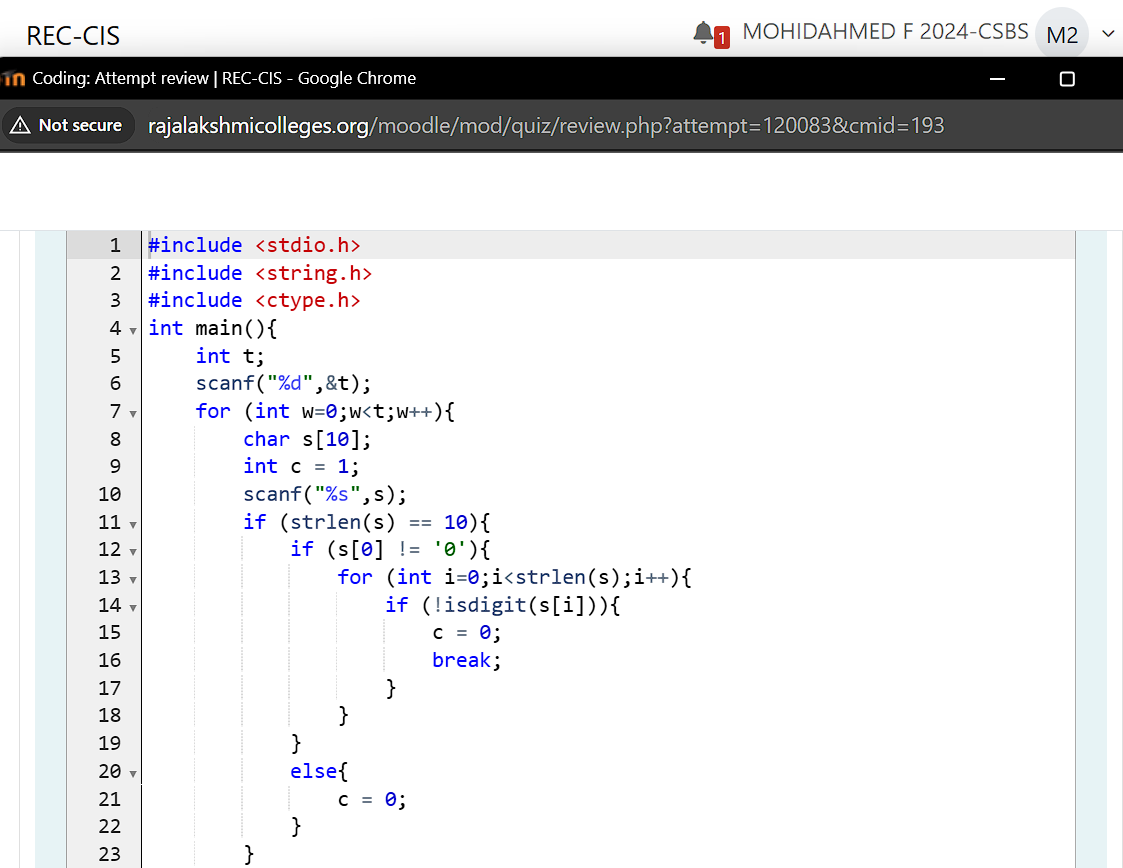 REC-CIS
1 MOHIDAHMED F 2024-CSBS M2
in Coding: Attempt review | REC-CIS - Google Chrome
Not secure rajalakshmicolleges.org/moodle/mod/quiz/review.php?attempt=120083&cmid=193
1 #include <stdio.h>
2 #include <string.h>
3 #include <ctype.h>
4 int main(){
5     int t;
6     scanf("%d",&t);
7     for (int w=0;w<t;w++){
8         char s[10];
9         int c = 1;
10         scanf("%s",s);
11         if (strlen(s) == 10){
12             if (s[0] != '0'){
13                 for (int i=0;i<strlen(s);i++){
14                     if (!isdigit(s[i])){
15                         c = 0;
16                         break;
17                     }
18                 }
19             }
20             else{
21                 c = 0;
22             }
23         }